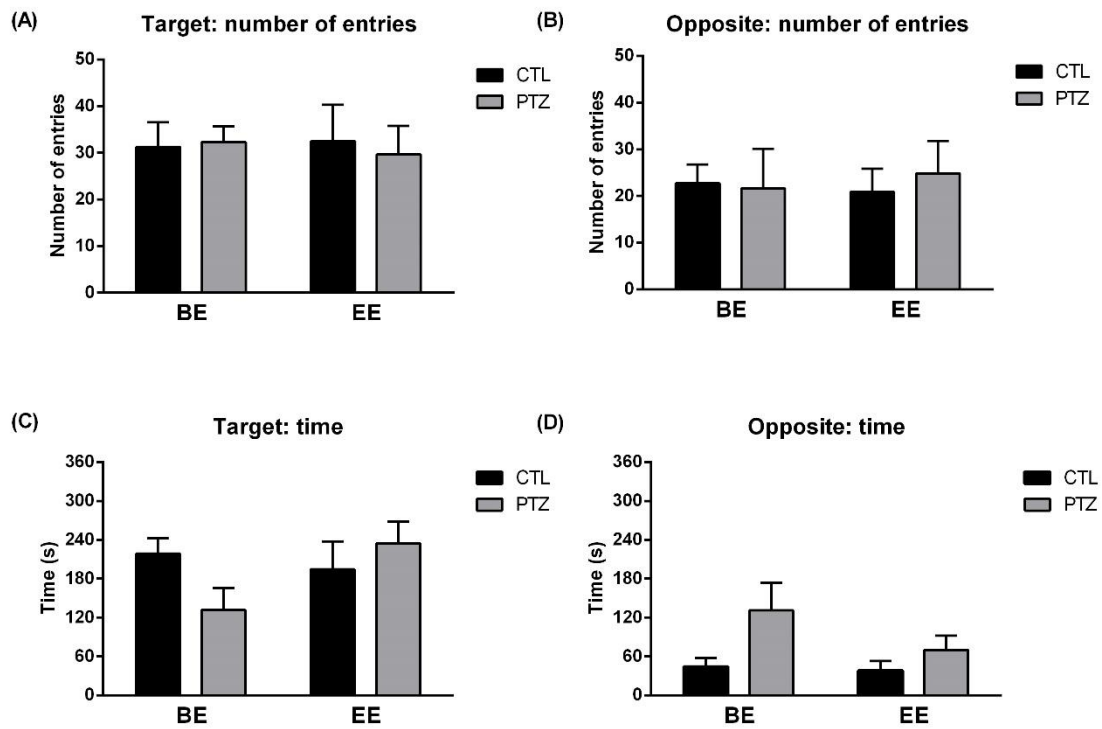 (A)
Target: number of entries
Number of entries
50
40
30
20
10
0
BE
EE
CTL
PTZ
(B)
Opposite: number of entries
Number of entries
50
40
30
20
10
0
BE
EE
CTL
PTZ
(C)
Target: time
Time (s)
360
300
240
180
120
60
0
BE
EE
CTL
PTZ
(D)
Opposite: time
Time (s)
360
300
240
180
120
60
0
BE
EE
CTL
PTZ